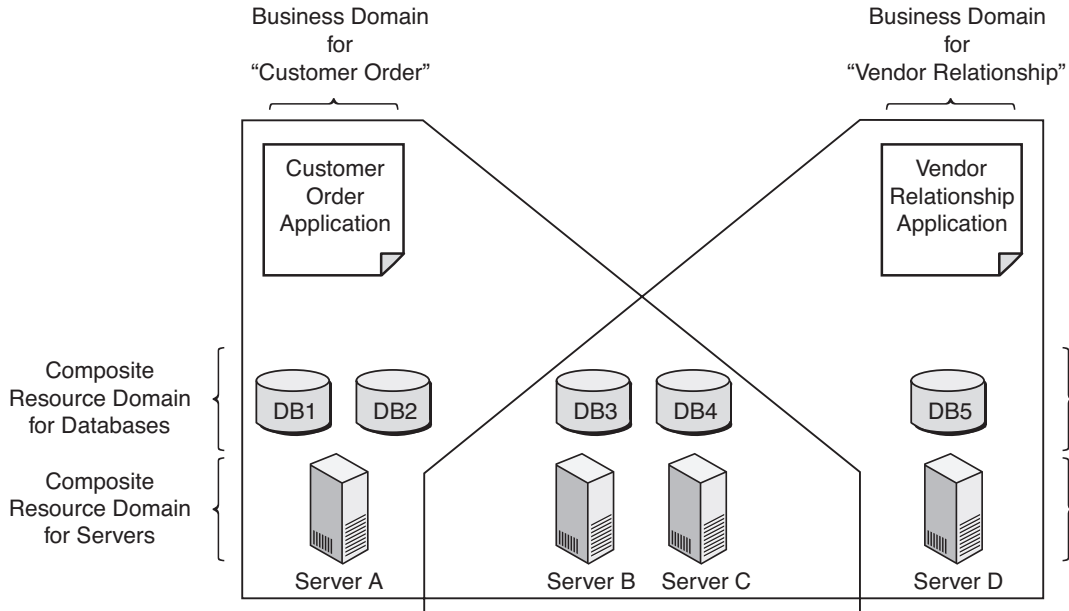 Business Domain
for
“Customer Order”
Business Domain
for
“Vendor Relationship”
Customer
Order
Application
Vendor
Relationship
Application
Composite
Resource Domain
for Databases
DB1
DB2
DB3
DB4
DB5
Composite
Resource Domain
for Servers
Server A
Server B
Server C
Server D